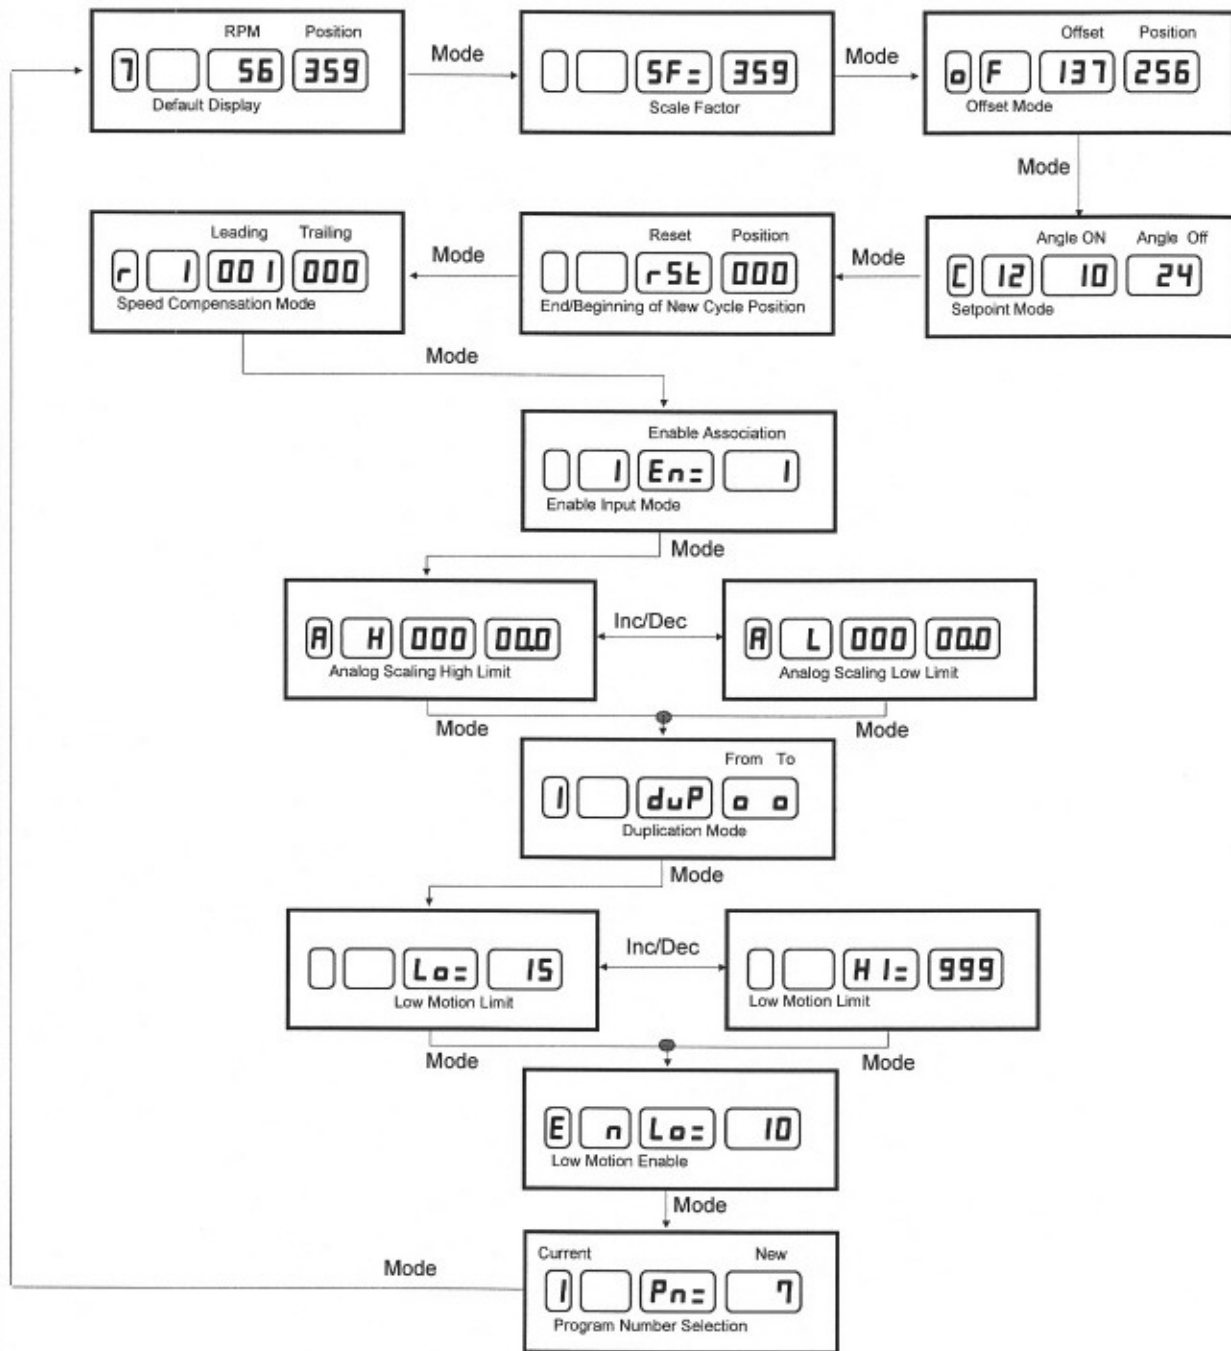 RPM Position
Mode
7 56 359
Default Display
Mode
SF= 359
Scale Factor
Offset Position
o F 137 256
Offset Mode
Mode
Angle ON Angle Off
C 12 10 24
Setpoint Mode
Mode
Reset Position
rSt 000
End/Beginning of New Cycle Position
Mode
Leading Trailing
r 1 001 000
Speed Compensation Mode
Mode
Enable Association
1 En= 1
Enable Input Mode
Mode
A H 000 00.0
Analog Scaling High Limit
Inc/Dec
A L 000 00.0
Analog Scaling Low Limit
Mode
Mode
From To
1 duP o o
Duplication Mode
Mode
Lo= 15
Low Motion Limit
Inc/Dec
HI= 999
Low Motion Limit
Mode
Mode
E n Lo= 10
Low Motion Enable
Mode
Current New
1 Pn= 7
Program Number Selection
Mode